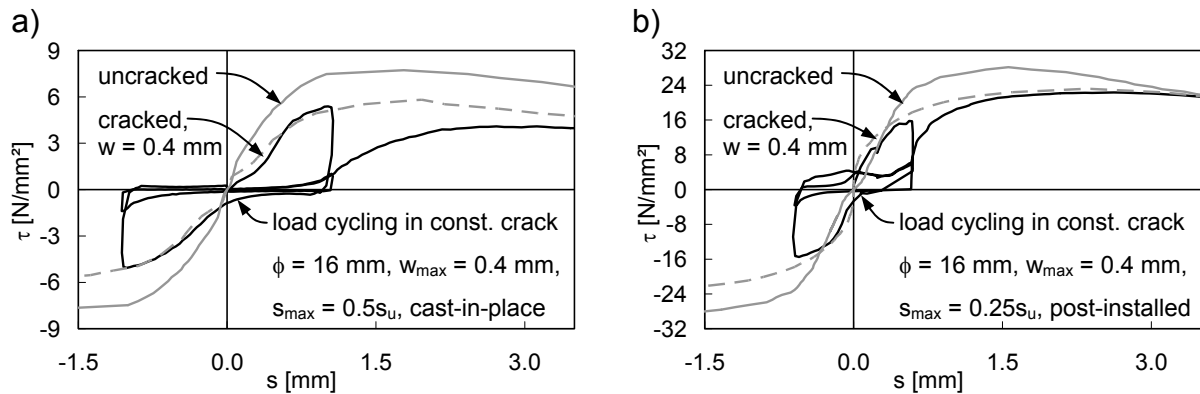 a)
9
6
3
0
-3
-6
-9
τ [N/mm²]
uncracked
cracked,
w = 0.4 mm
load cycling in const. crack
ϕ = 16 mm, wmax = 0.4 mm,
smax = 0.5su, cast-in-place
-1.5 0.0 1.5 3.0
s [mm]
b)
32
24
16
8
0
-8
-16
-24
-32
τ [N/mm²]
uncracked
cracked,
w = 0.4 mm
load cycling in const. crack
ϕ = 16 mm, wmax = 0.4 mm,
smax = 0.25su, post-installed
-1.5 0.0 1.5 3.0
s [mm]